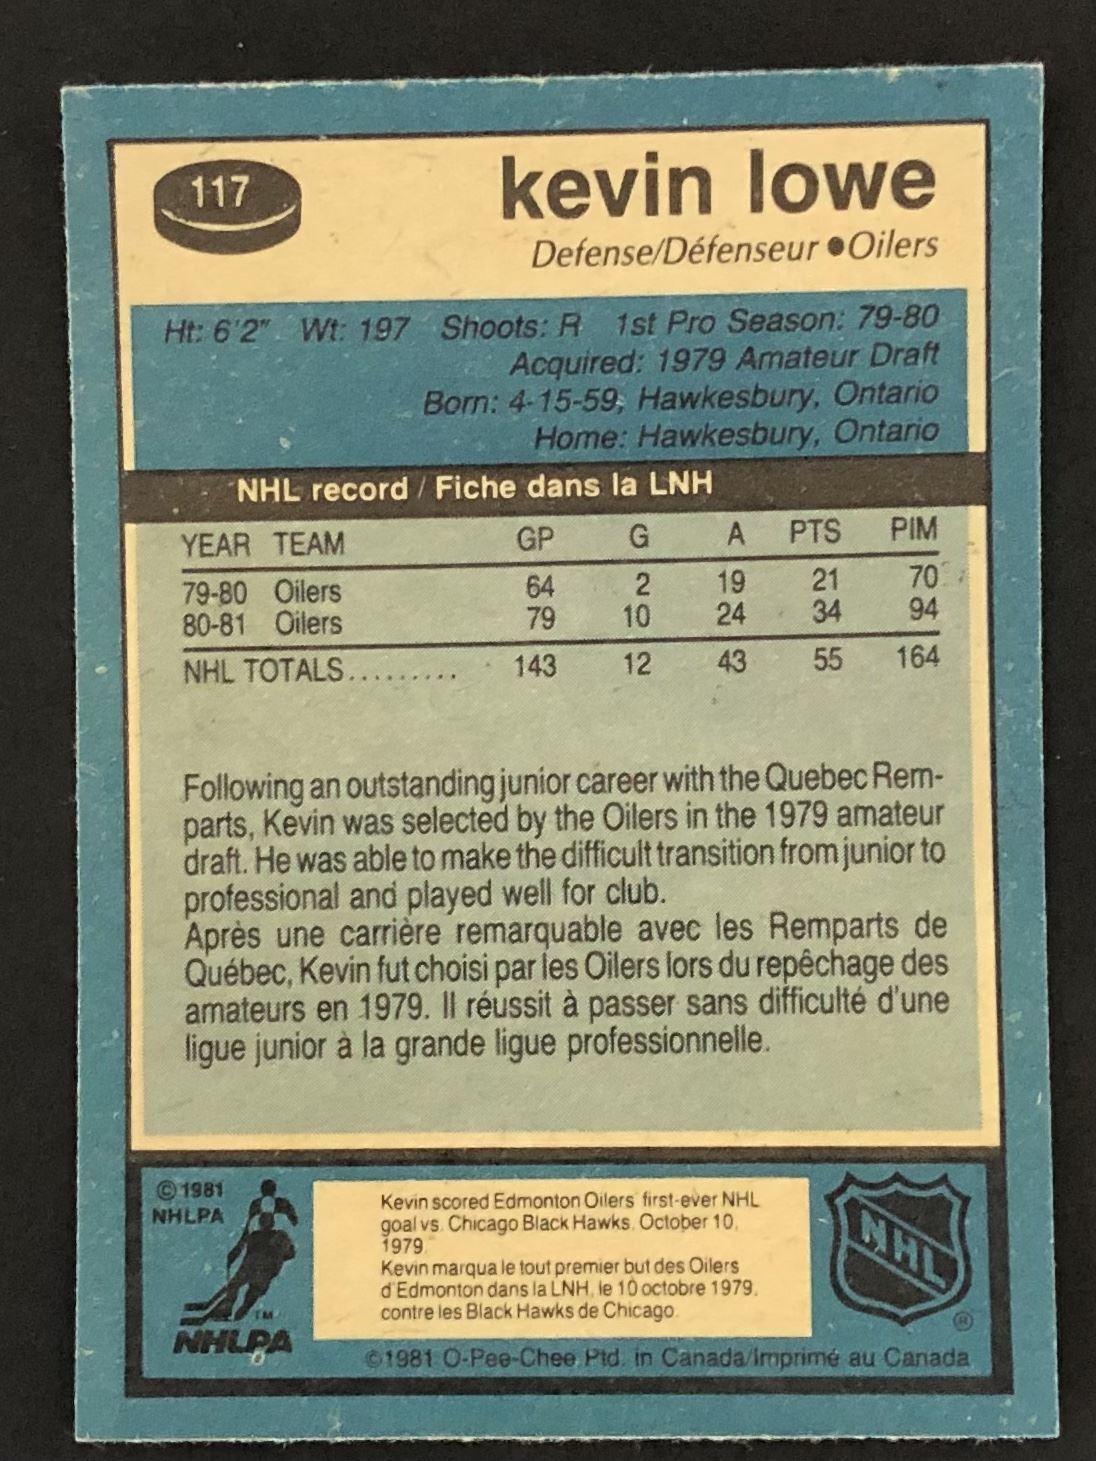 117
kevin lowe
Defense/Défenseur ● Oilers
Ht: 6'2" Wt: 197 Shoots: R 1st Pro Season: 79-80
Acquired: 1979 Amateur Draft
Born: 4-15-59, Hawkesbury, Ontario
Home: Hawkesbury, Ontario
NHL record / Fiche dans la LNH
YEAR TEAM GP G A PTS PIM
79-80 Oilers 64 2 19 21 70
80-81 Oilers 79 10 24 34 94
NHL TOTALS......... 143 12 43 55 164
Following an outstanding junior career with the Quebec Rem-
parts, Kevin was selected by the Oilers in the 1979 amateur
draft. He was able to make the difficult transition from junior to
professional and played well for club.
Après une carrière remarquable avec les Remparts de
Québec, Kevin fut choisi par les Oilers lors du repêchage des
amateurs en 1979. Il réussit à passer sans difficulté d'une
ligue junior à la grande ligue professionnelle.
© 1981
NHLPA
TM
NHLPA
Kevin scored Edmonton Oilers' first-ever NHL
goal vs. Chicago Black Hawks, October 10,
1979.
Kevin marqua le tout premier but des Oilers
d'Edmonton dans la LNH, le 10 octobre 1979,
contre les Black Hawks de Chicago.
NHL
®
©1981 O-Pee-Chee Ptd. in Canada/Imprimé au Canada